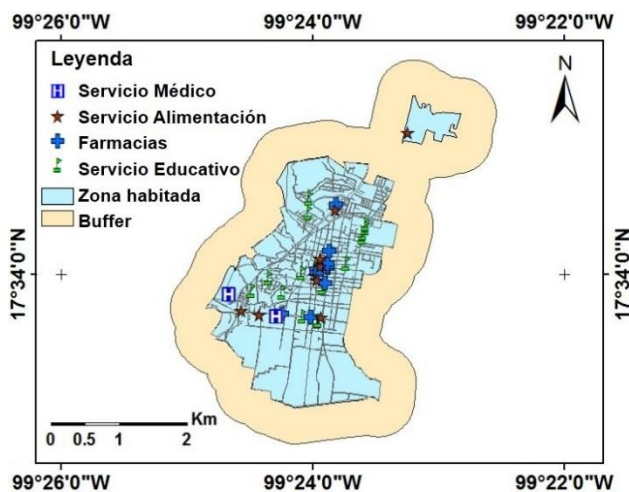 99°26'0"W 99°24'0"W 99°22'0"W
Leyenda
H Servicio Médico
Servicio Alimentación
Farmacias
Servicio Educativo
Zona habitada
Buffer
N
17°34'0"N 17°34'0"N
H
H
Km
0 0.5 1 2
99°26'0"W 99°24'0"W 99°22'0"W